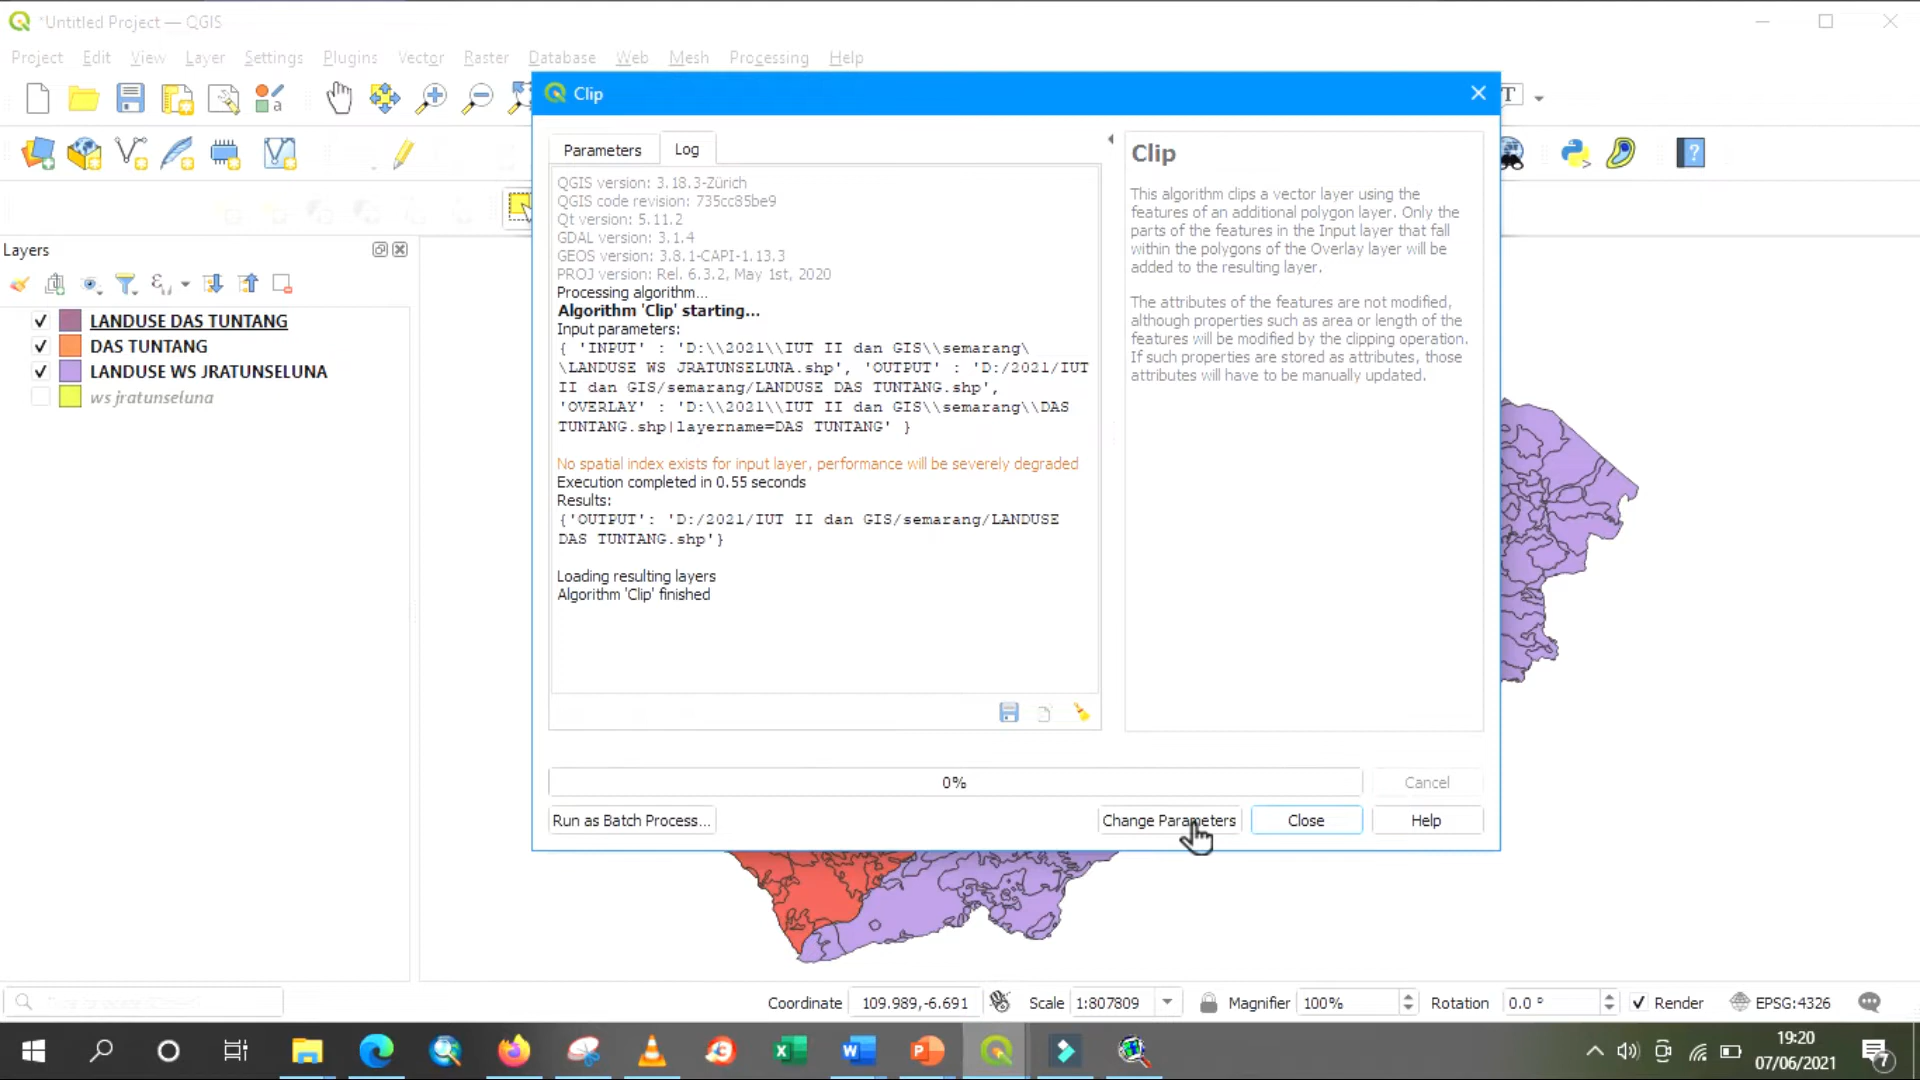 *Untitled Project — QGIS
Project Edit View Layer Settings Plugins Vector Raster Database Web Mesh Processing Help
Clip
T
Parameters Log
QGIS version: 3.18.3-Zürich
QGIS code revision: 735cc85be9
Qt version: 5.11.2
GDAL version: 3.1.4
GEOS version: 3.8.1-CAPI-1.13.3
PROJ version: Rel. 6.3.2, May 1st, 2020
Processing algorithm...
Algorithm 'Clip' starting...
Input parameters:
{ 'INPUT' : 'D:\\2021\\IUT II dan GIS\\semarang\
\LANDUSE WS JRATUNSELUNA.shp', 'OUTPUT' : 'D:/2021/IUT
II dan GIS/semarang/LANDUSE DAS TUNTANG.shp',
'OVERLAY' : 'D:\\2021\\IUT II dan GIS\\semarang\\DAS
TUNTANG.shp|layername=DAS TUNTANG' }
No spatial index exists for input layer, performance will be severely degraded
Execution completed in 0.55 seconds
Results:
{'OUTPUT': 'D:/2021/IUT II dan GIS/semarang/LANDUSE
DAS TUNTANG.shp'}
Loading resulting layers
Algorithm 'Clip' finished
Clip
This algorithm clips a vector layer using the
features of an additional polygon layer. Only the
parts of the features in the Input layer that fall
within the polygons of the Overlay layer will be
added to the resulting layer.
The attributes of the features are not modified,
although properties such as area or length of the
features will be modified by the clipping operation.
If such properties are stored as attributes, those
attributes will have to be manually updated.
Layers
LANDUSE DAS TUNTANG
DAS TUNTANG
LANDUSE WS JRATUNSELUNA
ws jratunseluna
0% Cancel
Run as Batch Process... Change Parameters Close Help
Coordinate 109.989,-6.691 Scale 1:807809 Magnifier 100% Rotation 0.0 ° Render EPSG:4326
19:20
07/06/2021
7